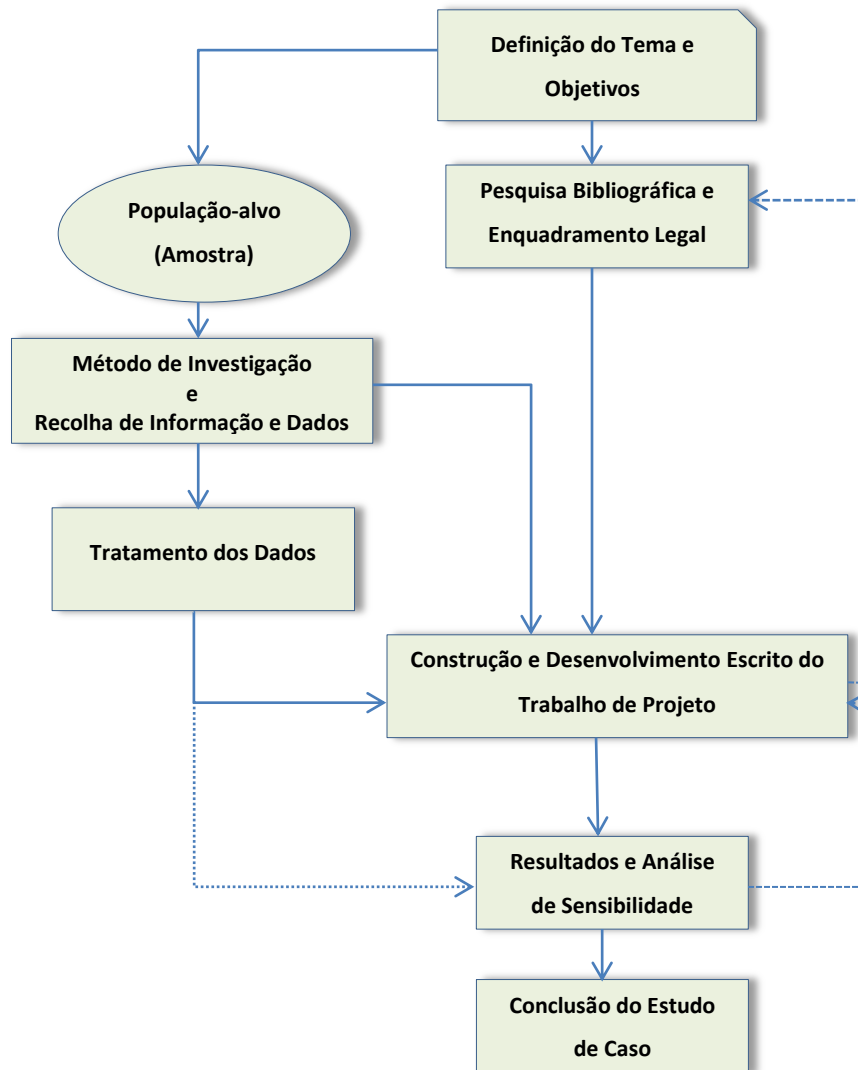 Definição do Tema e
Objetivos
População-alvo
(Amostra)
Pesquisa Bibliográfica e
Enquadramento Legal
Método de Investigação
e
Recolha de Informação e Dados
Tratamento dos Dados
Construção e Desenvolvimento Escrito do
Trabalho de Projeto
Resultados e Análise
de Sensibilidade
Conclusão do Estudo
de Caso